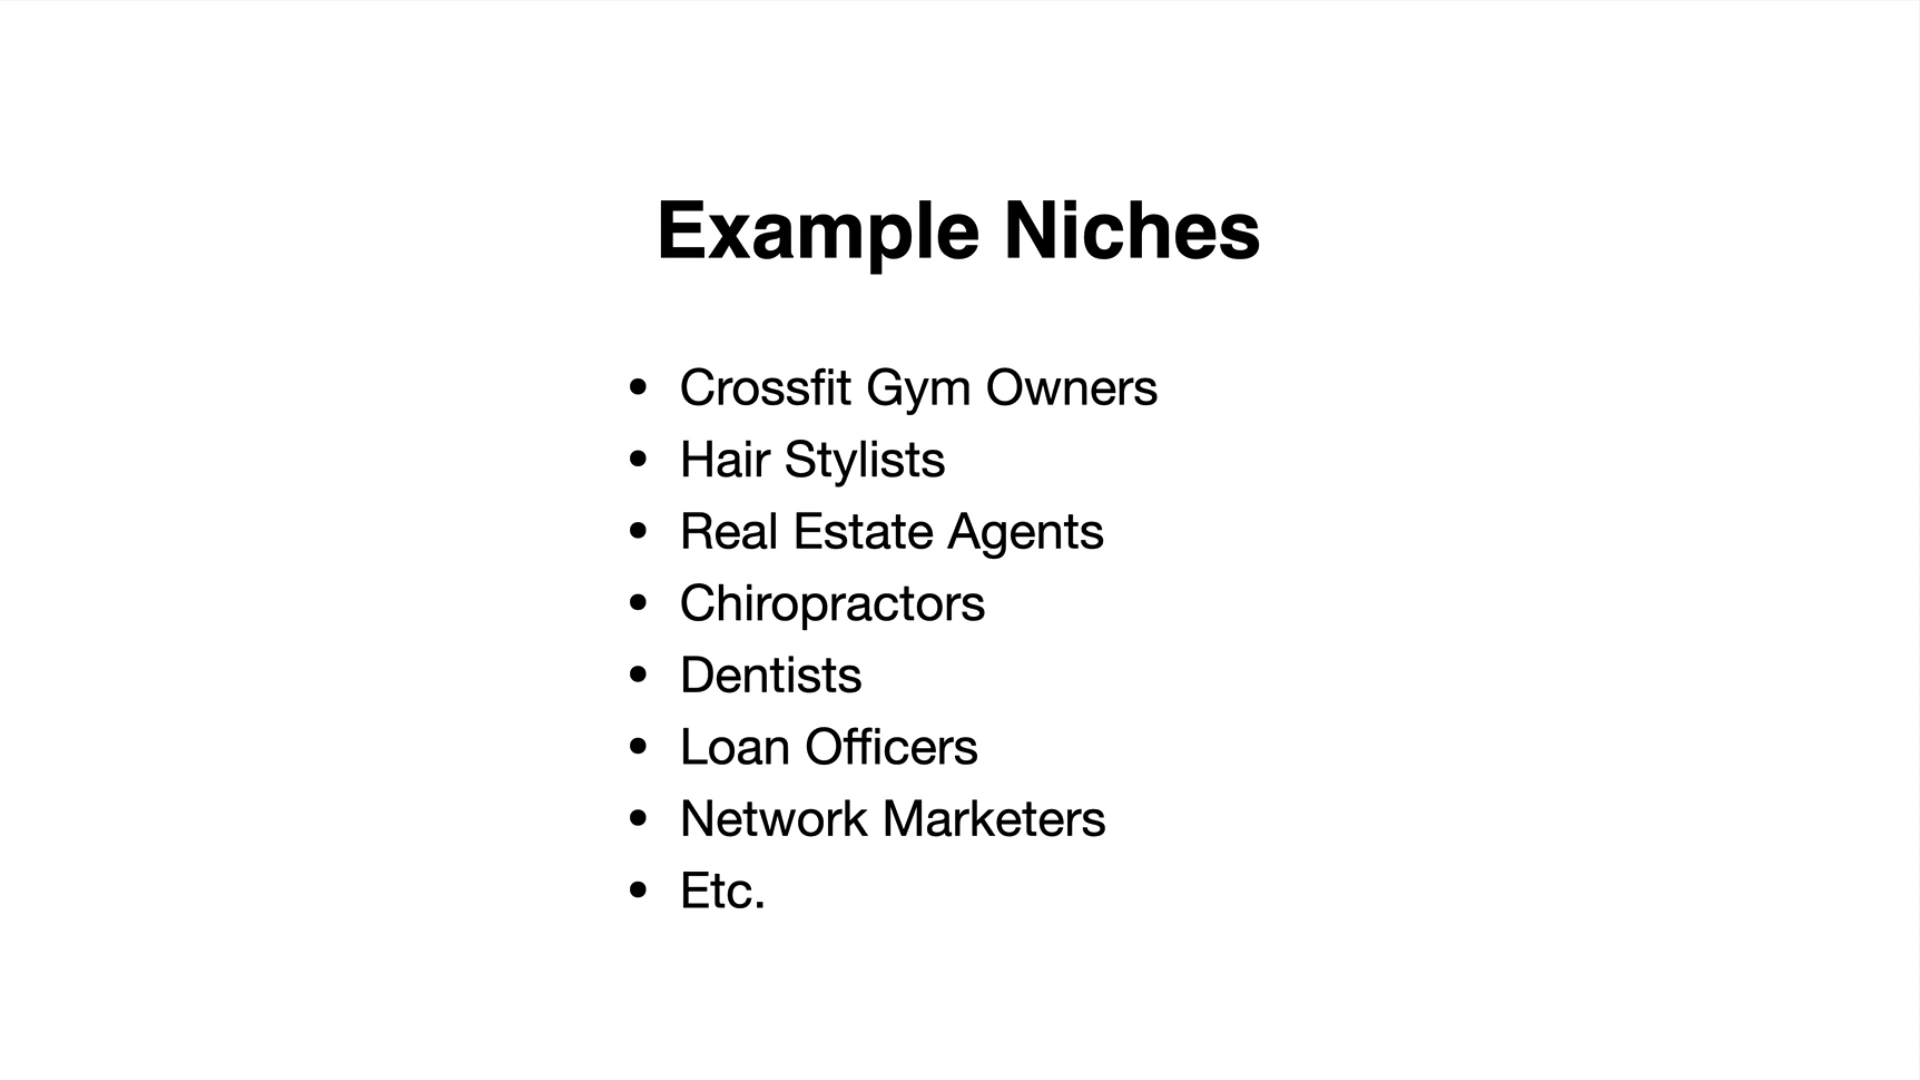 Example Niches
• Crossfit Gym Owners
• Hair Stylists
• Real Estate Agents
• Chiropractors
• Dentists
• Loan Officers
• Network Marketers
• Etc.